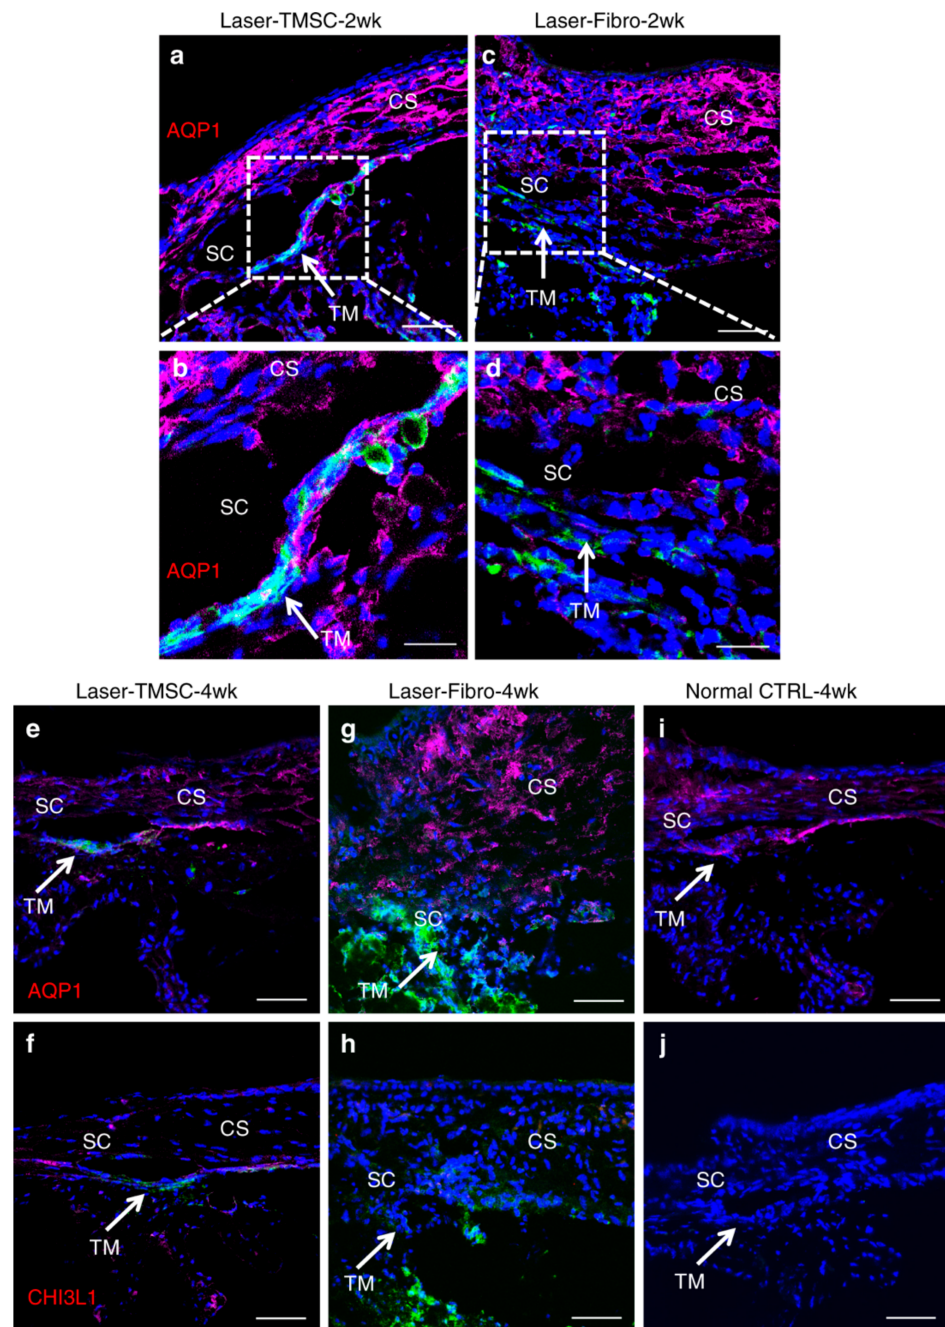 Laser-TMSC-2wk
Laser-Fibro-2wk
a
CS
AQP1
SC
TM
c
CS
SC
TM
b
CS
SC
AQP1
TM
d
CS
SC
TM
Laser-TMSC-4wk
Laser-Fibro-4wk
Normal CTRL-4wk
e
SC
CS
TM
AQP1
g
CS
SC
TM
i
CS
SC
TM
f
SC
CS
TM
CHI3L1
h
CS
SC
TM
j
CS
SC
TM